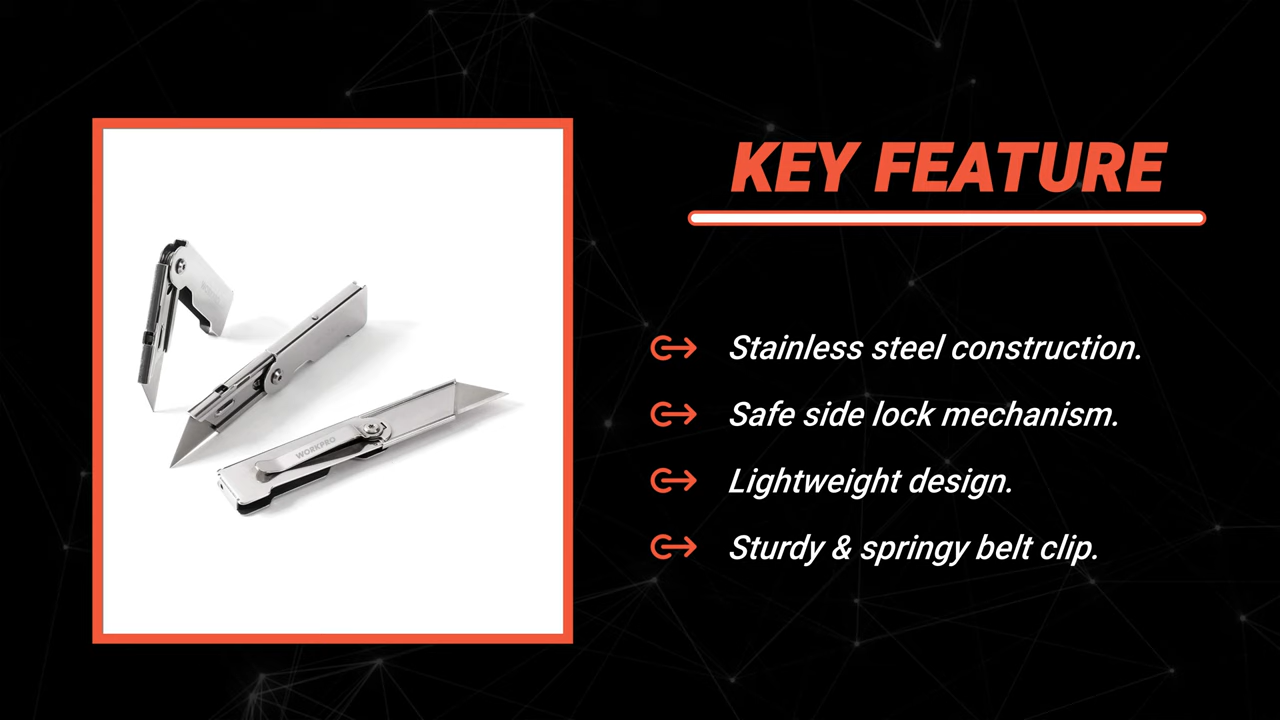 KEY FEATURE
Stainless steel construction.
Safe side lock mechanism.
Lightweight design.
Sturdy & springy belt clip.
WORKPRO